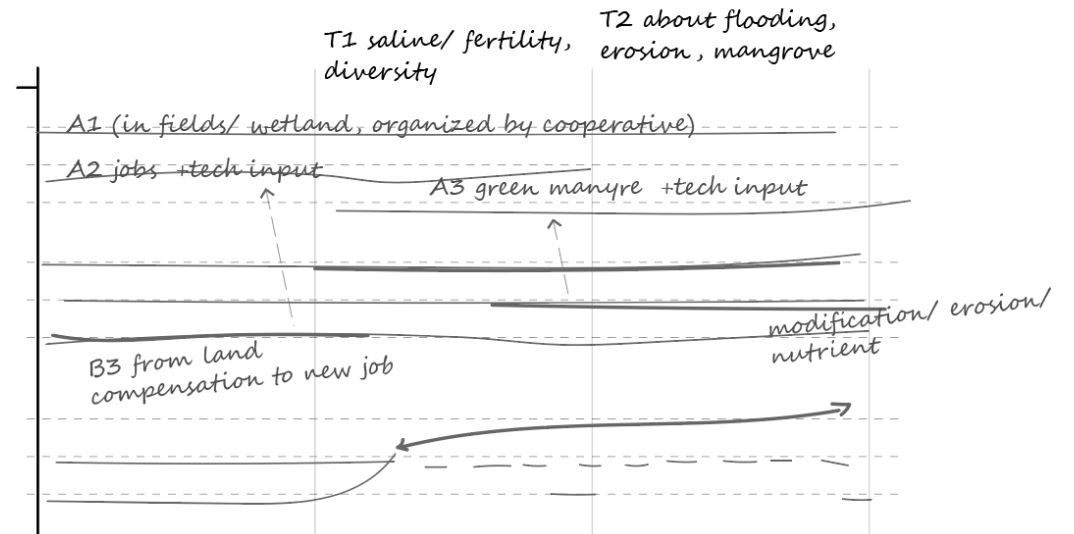 T1 saline/ fertility,
diversity
T2 about flooding,
erosion, mangrove
A1 (in fields/ wetland, organized by cooperative)
A2 jobs +tech input
A3 green manyre +tech input
modification/ erosion/
nutrient
B3 from land
compensation to new job